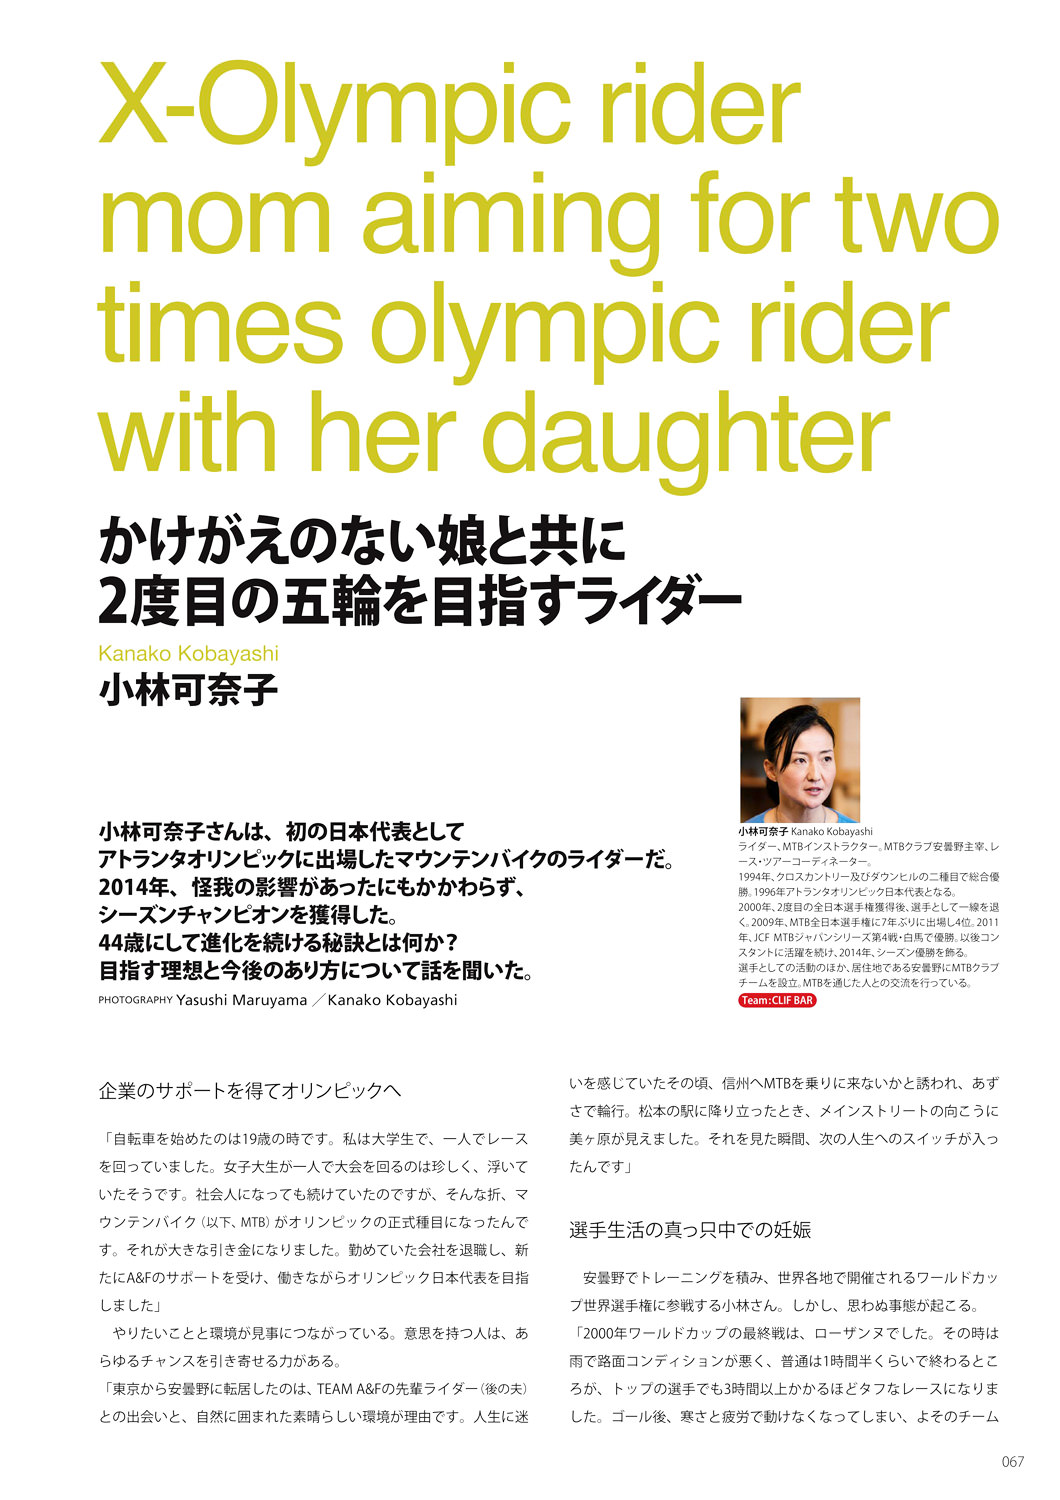 X-Olympic rider
mom aiming for two
times olympic rider
with her daughter
かけがえのない娘と共に
2度目の五輪を目指すライダー
Kanako Kobayashi
小林可奈子
小林可奈子さんは、初の日本代表として
アトランタオリンピックに出場したマウンテンバイクのライダーだ。
2014年、怪我の影響があったにもかかわらず、
シーズンチャンピオンを獲得した。
44歳にして進化を続ける秘訣とは何か?
目指す理想と今後のあり方について話を聞いた。
PHOTOGRAPHY Yasushi Maruyama ／Kanako Kobayashi
小林可奈子 Kanako Kobayashi
ライダー、MTBインストラクター。MTBクラブ安曇野主宰、レ
ース・ツアーコーディネーター。
1994年、クロスカントリー及びダウンヒルの二種目で総合優
勝。1996年アトランタオリンピック日本代表となる。
2000年、2度目の全日本選手権獲得後、選手として一線を退
く。2009年、MTB全日本選手権に7年ぶりに出場し4位。2011
年、JCF MTBジャパンシリーズ第4戦・白馬で優勝。以後コン
スタントに活躍を続け、2014年、シーズン優勝を飾る。
選手としての活動のほか、居住地である安曇野にMTBクラブ
チームを設立。MTBを通じた人との交流を行っている。
Team:CLIF BAR
企業のサポートを得てオリンピックへ
「自転車を始めたのは19歳の時です。私は大学生で、一人でレース
を回っていました。女子大生が一人で大会を回るのは珍しく、浮いて
いたそうです。社会人になっても続けていたのですが、そんな折、マ
ウンテンバイク（以下、MTB）がオリンピックの正式種目になったんで
す。それが大きな引き金になりました。勤めていた会社を退職し、新
たにA&Fのサポートを受け、働きながらオリンピック日本代表を目指
しました」
　やりたいことと環境が見事につながっている。意思を持つ人は、あ
らゆるチャンスを引き寄せる力がある。
「東京から安曇野に転居したのは、TEAM A&Fの先輩ライダー（後の夫）
との出会いと、自然に囲まれた素晴らしい環境が理由です。人生に迷
いを感じていたその頃、信州へMTBを乗りに来ないかと誘われ、あず
さで輪行。松本の駅に降り立ったとき、メインストリートの向こうに
美ヶ原が見えました。それを見た瞬間、次の人生へのスイッチが入っ
たんです」
選手生活の真っ只中での妊娠
　安曇野でトレーニングを積み、世界各地で開催されるワールドカッ
プ世界選手権に参戦する小林さん。しかし、思わぬ事態が起こる。
「2000年ワールドカップの最終戦は、ローザンヌでした。その時は
雨で路面コンディションが悪く、普通は1時間半くらいで終わるとこ
ろが、トップの選手でも3時間以上かかるほどタフなレースになりま
した。ゴール後、寒さと疲労で動けなくなってしまい、よそのチーム
067